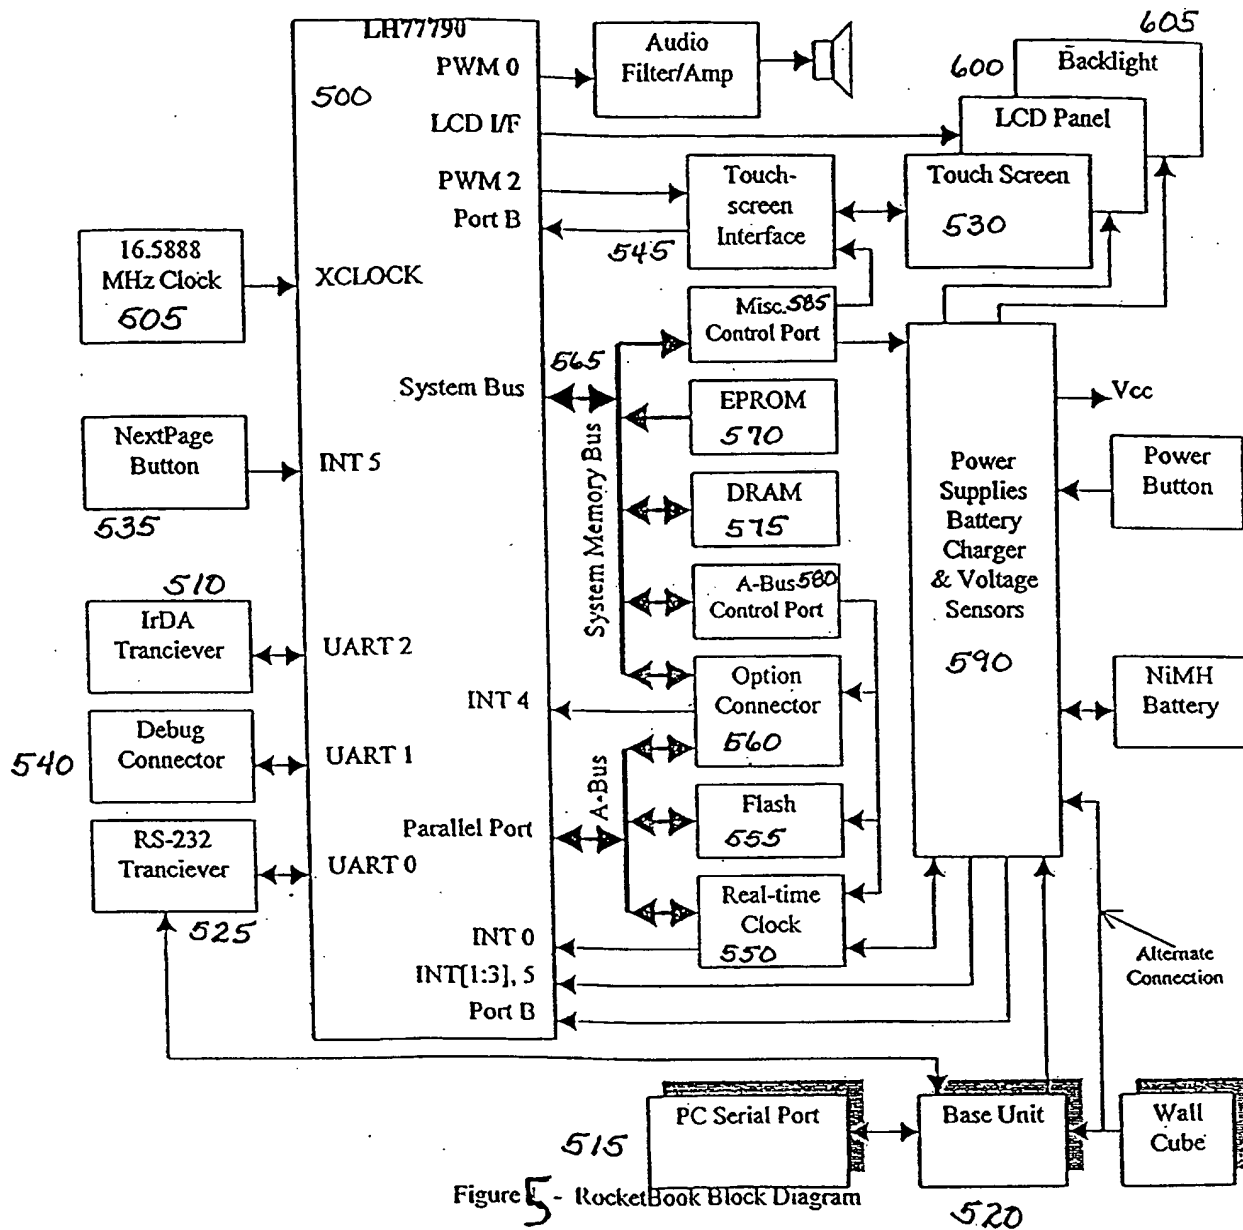 LH77790
500
PWM 0
LCD I/F
PWM 2
Port B
XCLOCK
System Bus
INT 5
UART 2
INT 4
UART 1
Parallel Port
UART 0
INT 0
INT[1:3], 5
Port B
Audio
Filter/Amp
605
Backlight
600
LCD Panel
Touch Screen
530
Touch-
screen
Interface
545
16.5888
MHz Clock
605
Misc. 585
Control Port
565
System Memory Bus
EPROM
570
DRAM
575
A-Bus 580
Control Port
Option
Connector
560
A-Bus
Flash
555
Real-time
Clock
550
NextPage
Button
535
510
IrDA
Tranciever
Debug
Connector
540
RS-232
Tranciever
525
Power
Supplies
Battery
Charger
& Voltage
Sensors
590
Vcc
Power
Button
NiMH
Battery
Alternate
Connection
PC Serial Port
515
Base Unit
520
Wall
Cube
Figure 5 - RocketBook Block Diagram